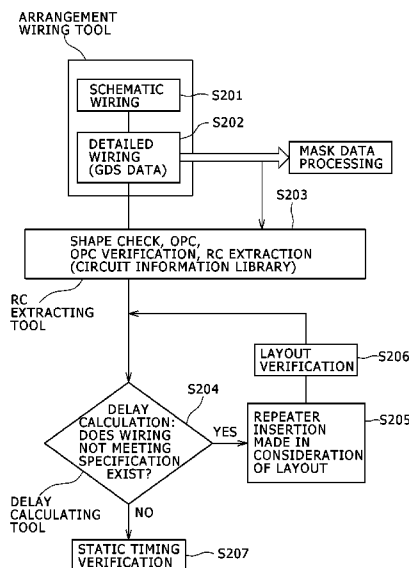 ARRANGEMENT
WIRING TOOL
SCHEMATIC
WIRING
S201
S202
DETAILED
WIRING
(GDS DATA)
MASK DATA
PROCESSING
S203
SHAPE CHECK, OPC,
OPC VERIFICATION, RC EXTRACTION
(CIRCUIT INFORMATION LIBRARY)
RC
EXTRACTING
TOOL
LAYOUT
VERIFICATION
S206
S204
DELAY
CALCULATION:
DOES WIRING
NOT MEETING
SPECIFICATION
EXIST?
YES
REPEATER
INSERTION
MADE IN
CONSIDERATION
OF LAYOUT
S205
DELAY
CALCULATING
TOOL
NO
STATIC TIMING
VERIFICATION
S207